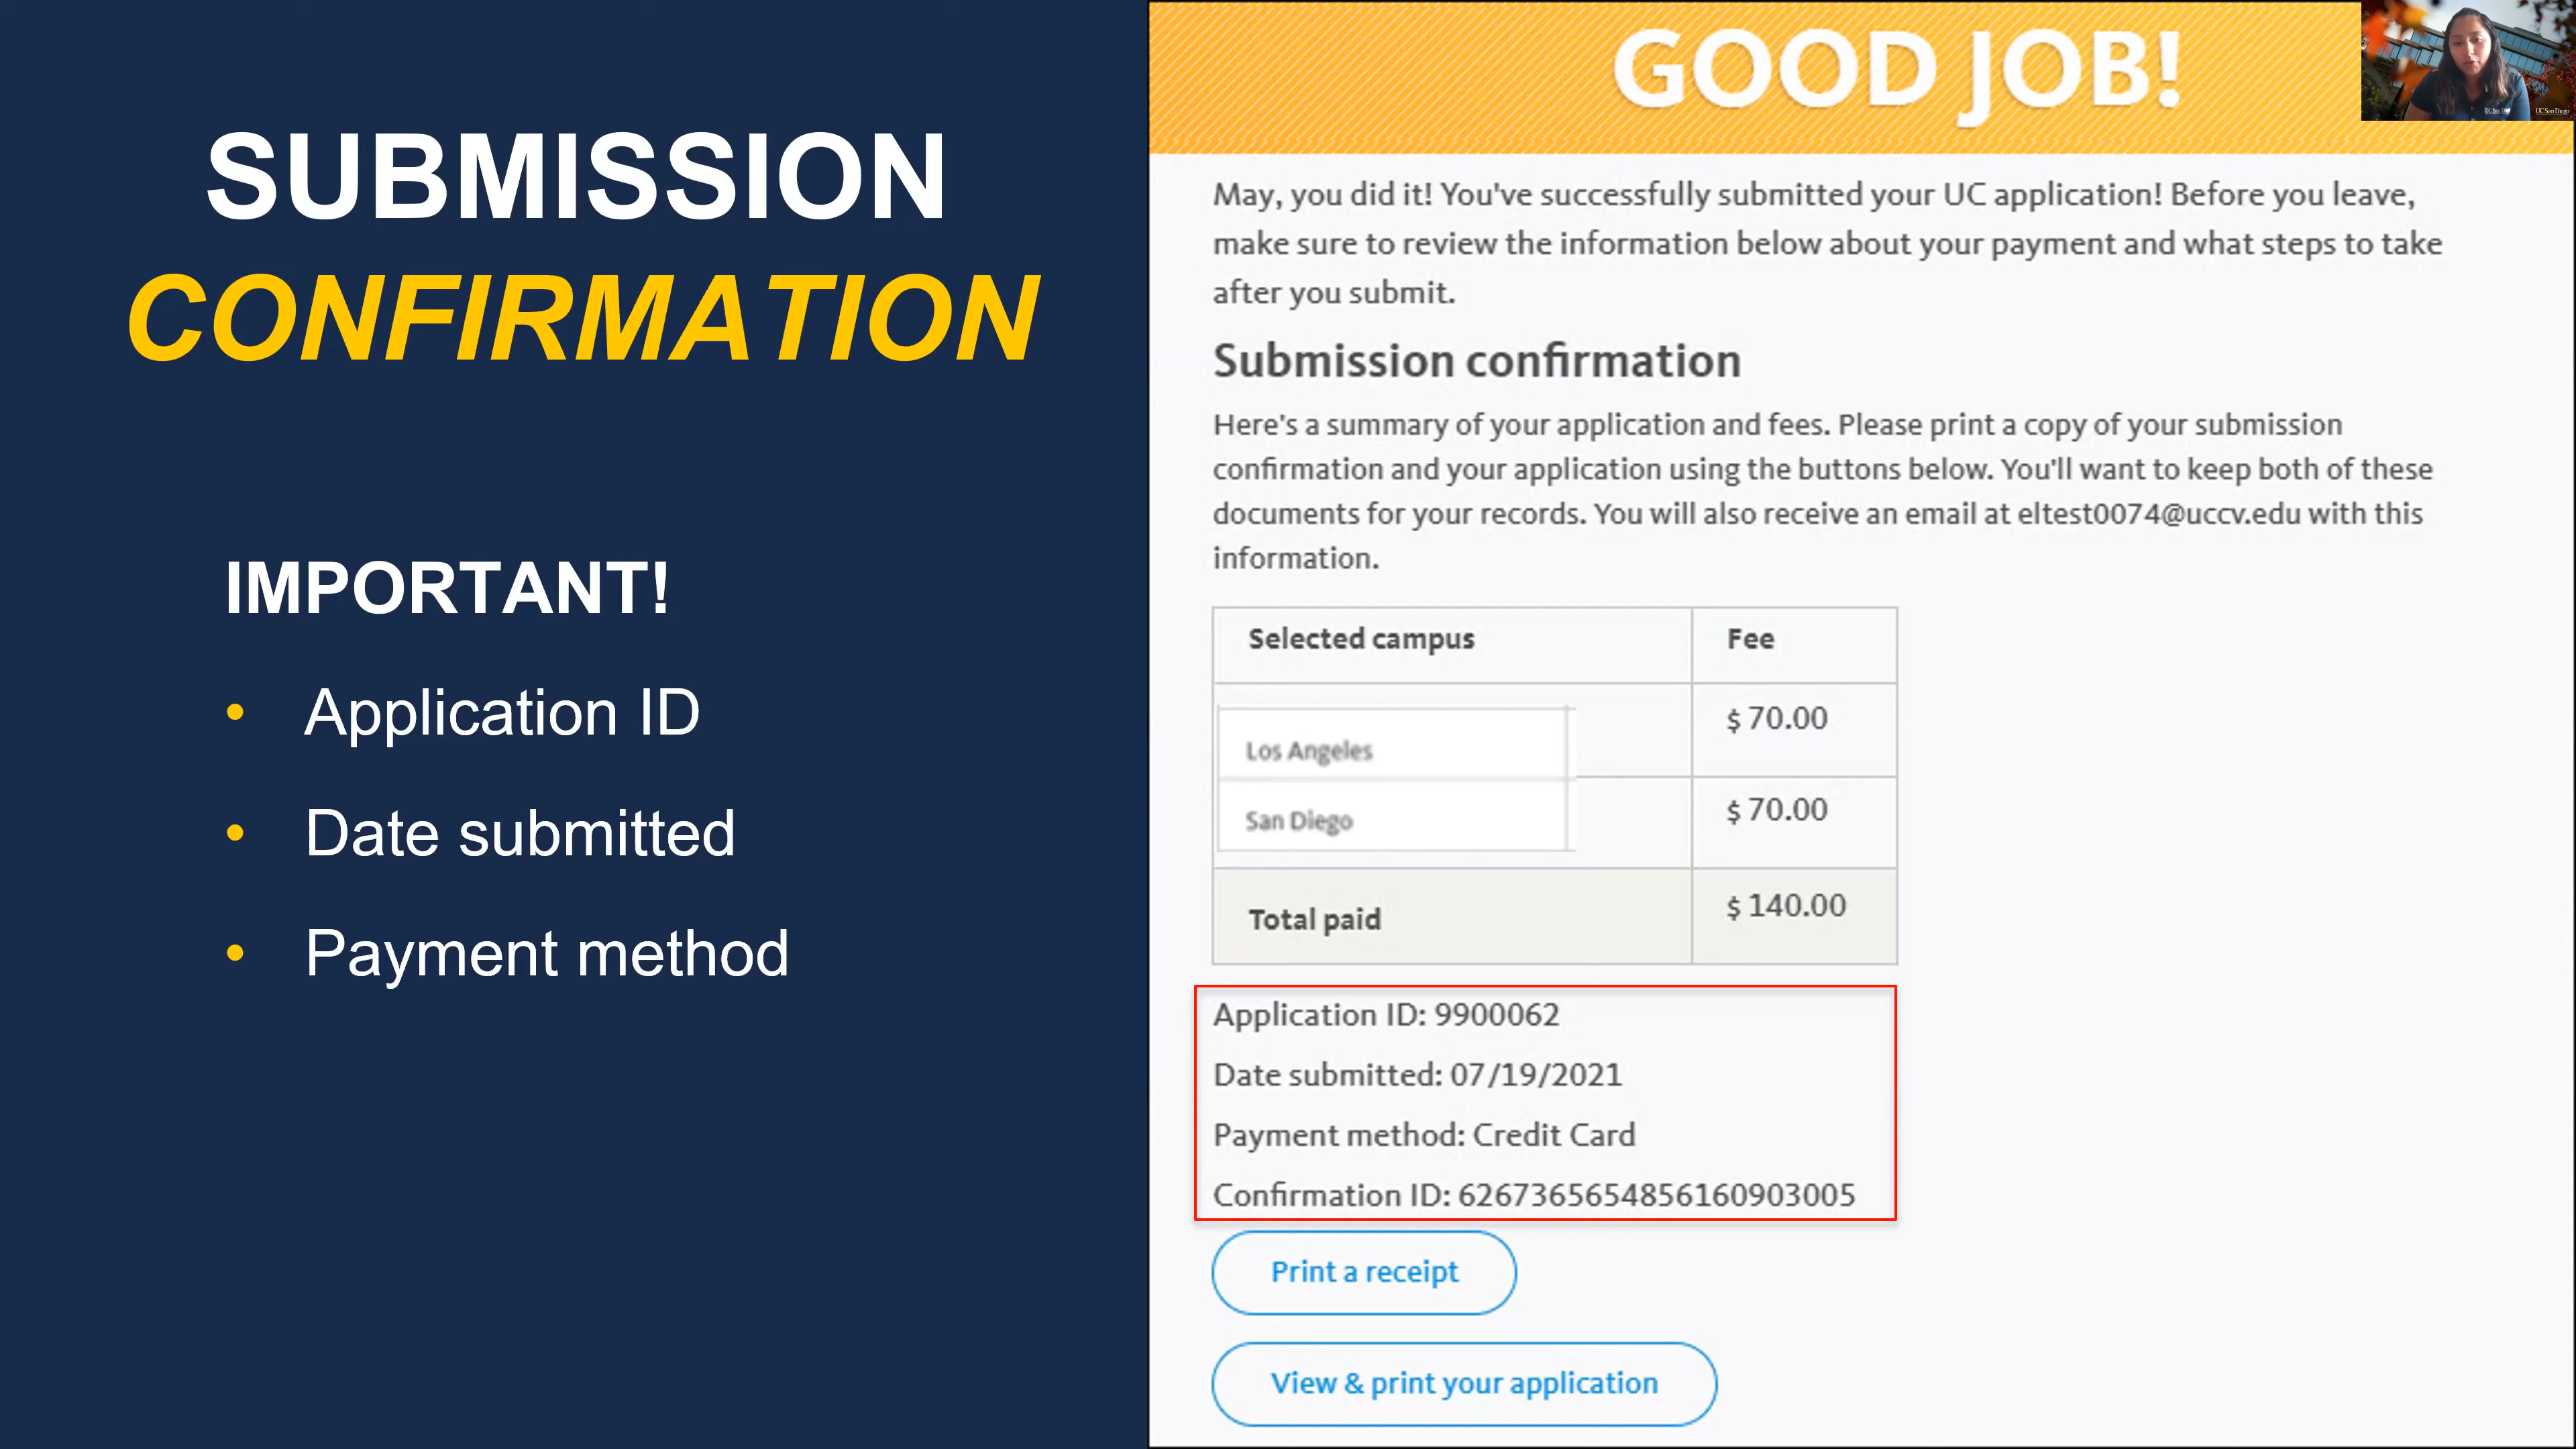 SUBMISSION
CONFIRMATION
IMPORTANT!
• Application ID
• Date submitted
• Payment method
GOOD JOB!
UC San Diego
May, you did it! You've successfully submitted your UC application! Before you leave,
make sure to review the information below about your payment and what steps to take
after you submit.
Submission confirmation
Here's a summary of your application and fees. Please print a copy of your submission
confirmation and your application using the buttons below. You'll want to keep both of these
documents for your records. You will also receive an email at eltest0074@uccv.edu with this
information.
Selected campus Fee
Los Angeles $ 70.00
San Diego $ 70.00
Total paid $ 140.00
Application ID: 9900062
Date submitted: 07/19/2021
Payment method: Credit Card
Confirmation ID: 6267365654856160903005
Print a receipt
View & print your application